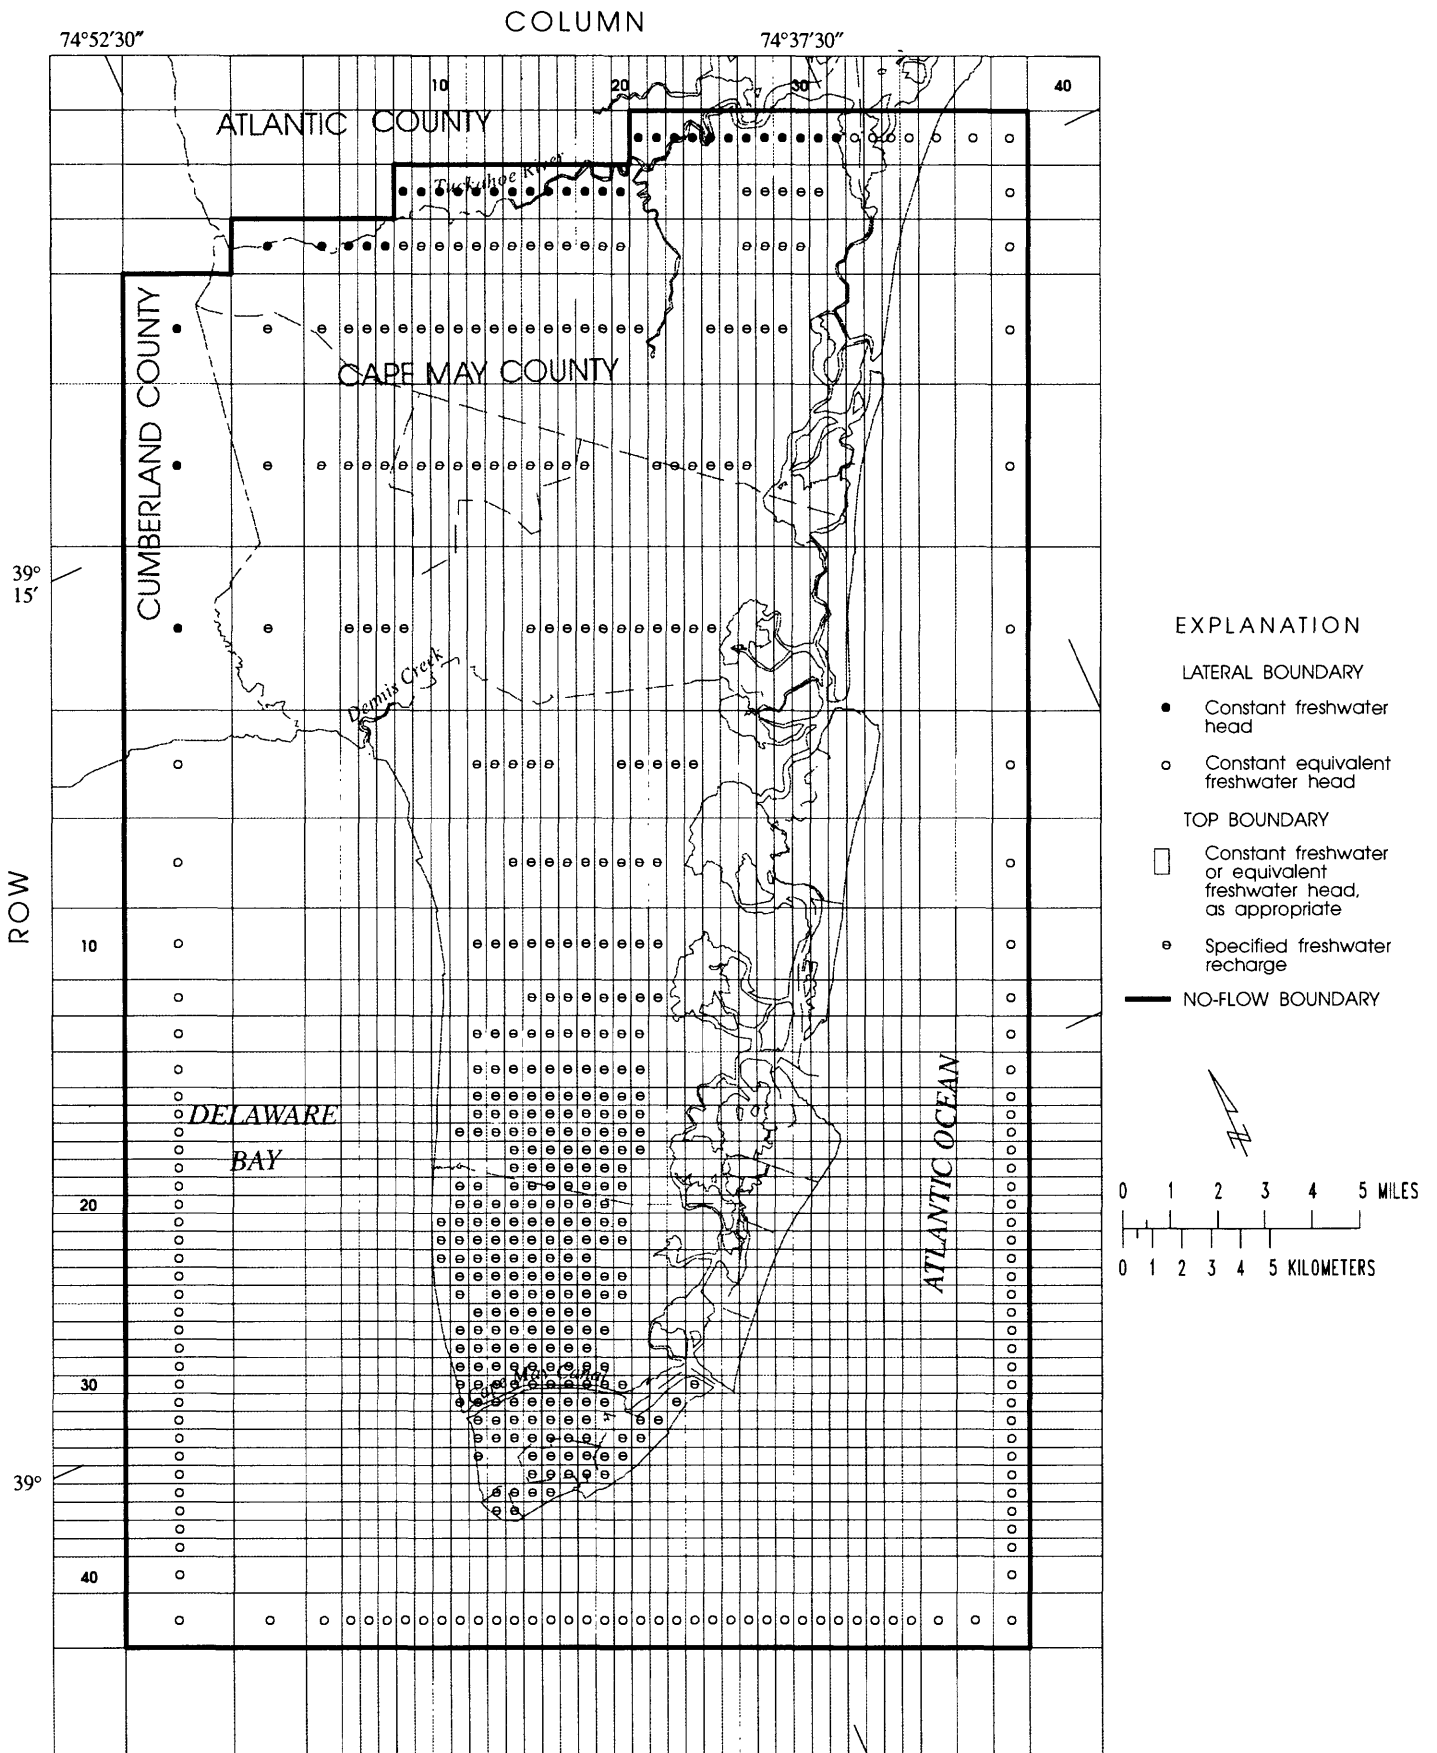 COLUMN
74°52'30"
74°37'30"
10
20
30
40
ATLANTIC COUNTY
Tuckahoe River
CUMBERLAND COUNTY
CAPE MAY COUNTY
39°
15'
Dennis Creek
ROW
10
DELAWARE
BAY
ATLANTIC OCEAN
20
Cape May Canal
30
39°
40
EXPLANATION
LATERAL BOUNDARY
Constant freshwater
head
Constant equivalent
freshwater head
TOP BOUNDARY
Constant freshwater
or equivalent
freshwater head,
as appropriate
Specified freshwater
recharge
NO-FLOW BOUNDARY
N
0 1 2 3 4 5 MILES
0 1 2 3 4 5 KILOMETERS